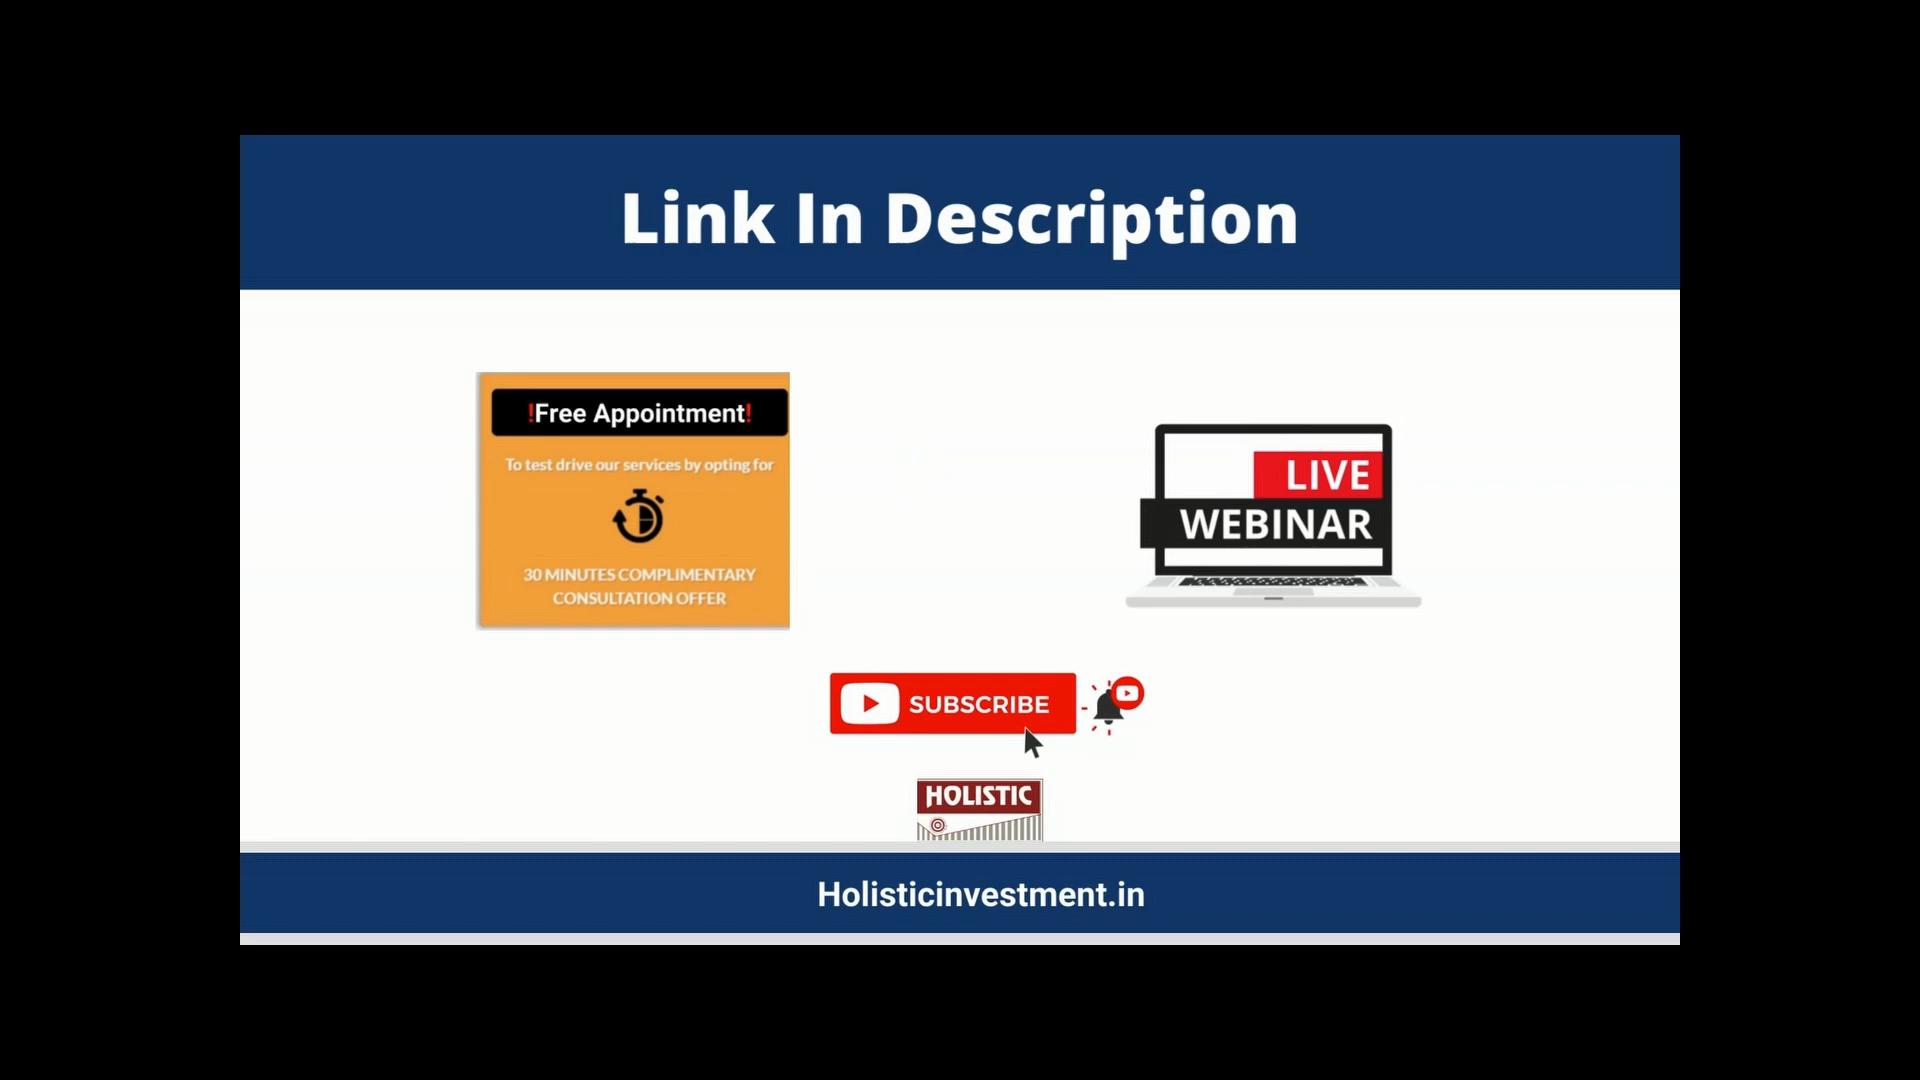 Link In Description
!Free Appointment!
To test drive our services by opting for
30 MINUTES COMPLIMENTARY
CONSULTATION OFFER
LIVE
WEBINAR
SUBSCRIBE
HOLISTIC
Holisticinvestment.in